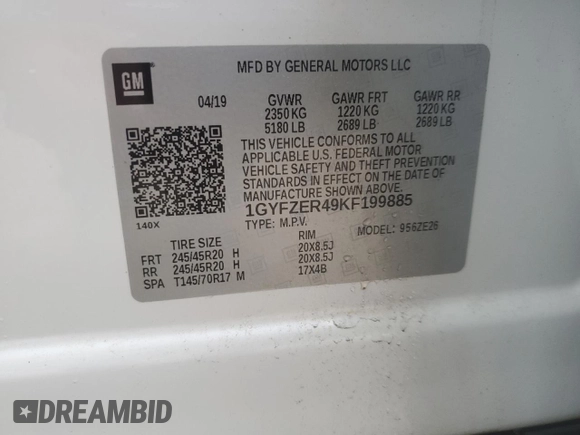 GM
MFD BY GENERAL MOTORS LLC
04/19 GVWR GAWR FRT GAWR RR
2350 KG 1220 KG 1220 KG
5180 LB 2689 LB 2689 LB
THIS VEHICLE CONFORMS TO ALL
APPLICABLE U.S. FEDERAL MOTOR
VEHICLE SAFETY AND THEFT PREVENTION
STANDARDS IN EFFECT ON THE DATE OF
MANUFACTURE SHOWN ABOVE.
1GYFZER49KF199885
TYPE: M.P.V. MODEL: 956ZE26
140X
TIRE SIZE RIM
FRT 245/45R20 H 20X8.5J
RR 245/45R20 H 20X8.5J
SPA T145/70R17 M 17X4B
DREAMBID